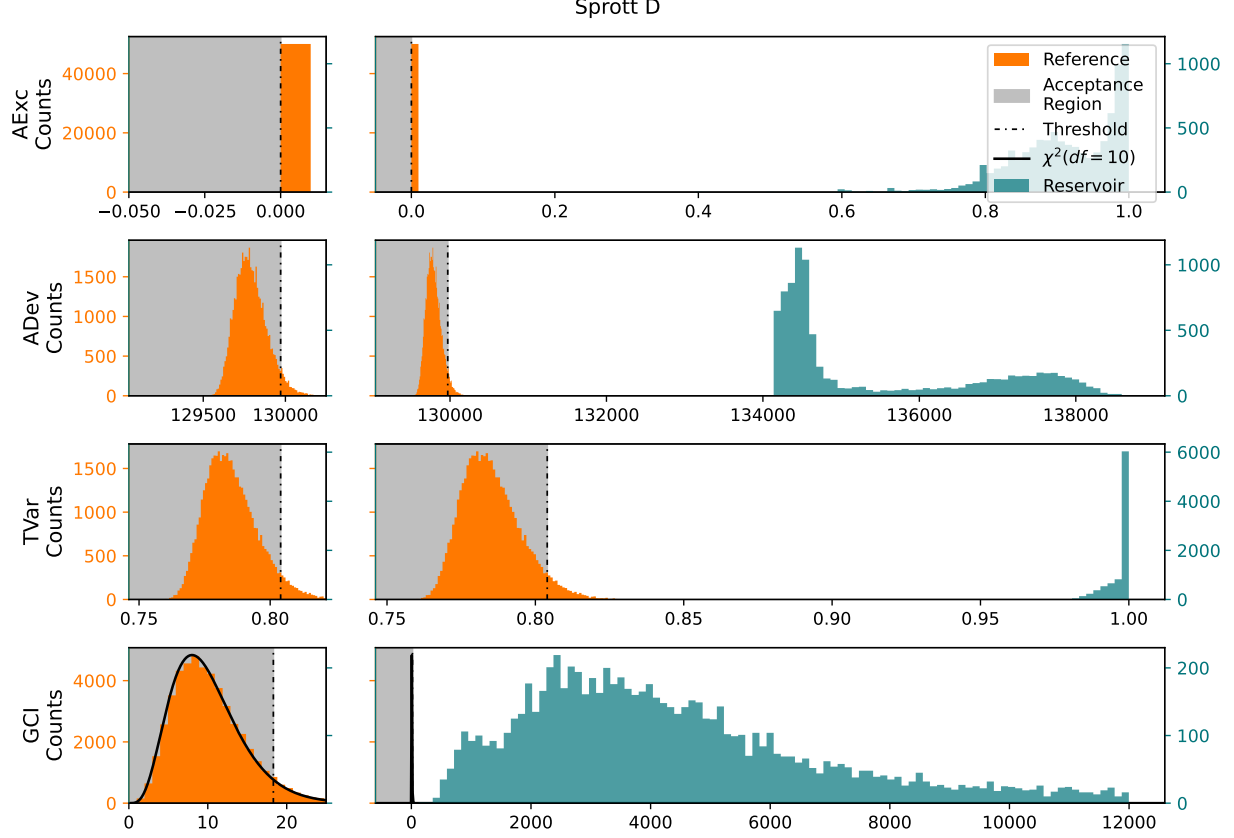 Sprott D
AExc
Counts
40000
20000
0
−0.050 −0.025 0.000
0.0 0.2 0.4 0.6 0.8 1.0
1000
500
0
Reference
Acceptance
Region
Threshold
χ²(df = 10)
Reservoir
ADev
Counts
1500
1000
500
0
129500 130000
130000 132000 134000 136000 138000
1000
500
0
TVar
Counts
1500
1000
500
0
0.75 0.80
0.75 0.80 0.85 0.90 0.95 1.00
6000
4000
2000
0
GCI
Counts
4000
2000
0
0 10 20
0 2000 4000 6000 8000 10000 12000
200
100
0